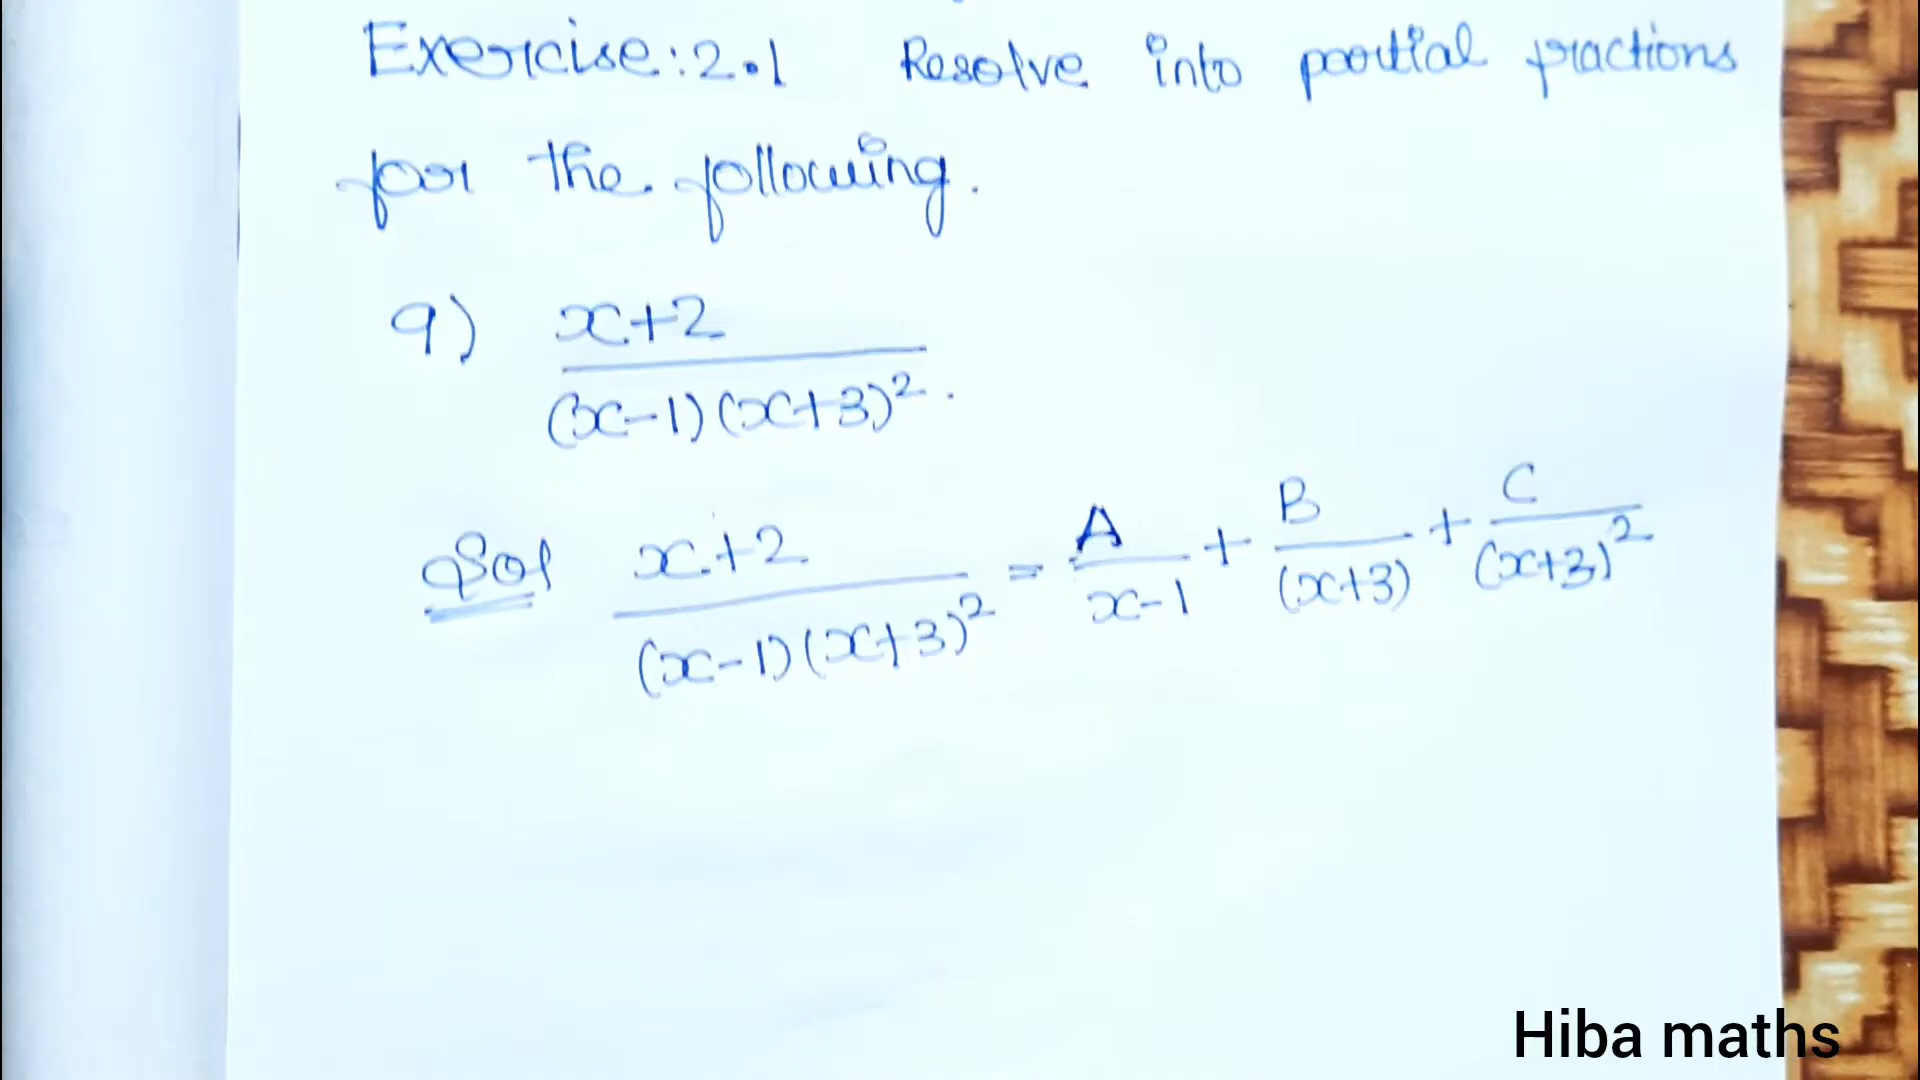 Exercise: 2.1 Resolve into partial fractions
for the following.
9) x+2 / (x-1)(x+3)².
Sol x+2 / (x-1)(x+3)² = A / x-1 + B / (x+3) + C / (x+3)²
Hiba maths